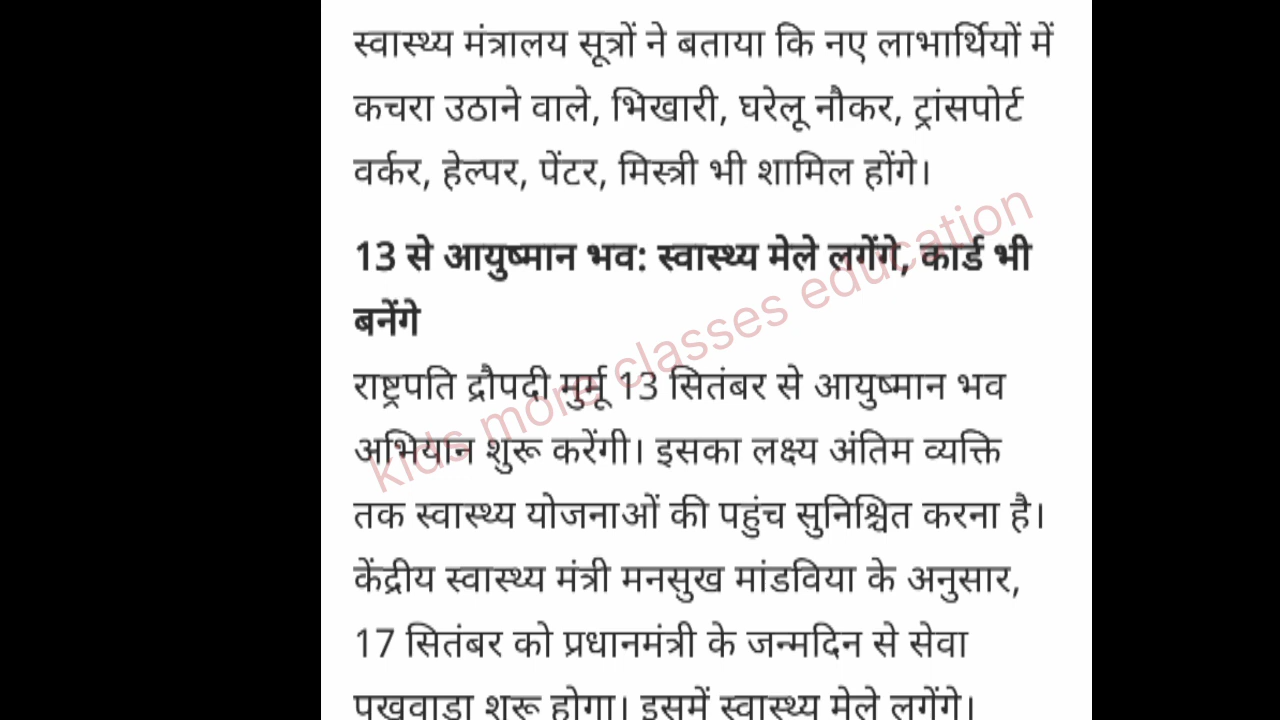 स्वास्थ्य मंत्रालय सूत्रों ने बताया कि नए लाभार्थियों में
कचरा उठाने वाले, भिखारी, घरेलू नौकर, ट्रांसपोर्ट
वर्कर, हेल्पर, पेंटर, मिस्त्री भी शामिल होंगे।
13 से आयुष्मान भव: स्वास्थ्य मेले लगेंगे, कार्ड भी
बनेंगे
राष्ट्रपति द्रौपदी मुर्मू 13 सितंबर से आयुष्मान भव
अभियान शुरू करेंगी। इसका लक्ष्य अंतिम व्यक्ति
तक स्वास्थ्य योजनाओं की पहुंच सुनिश्चित करना है।
केंद्रीय स्वास्थ्य मंत्री मनसुख मांडविया के अनुसार,
17 सितंबर को प्रधानमंत्री के जन्मदिन से सेवा
पखवाड़ा शुरू होगा। इसमें स्वास्थ्य मेले लगेंगे।
kids more classes education